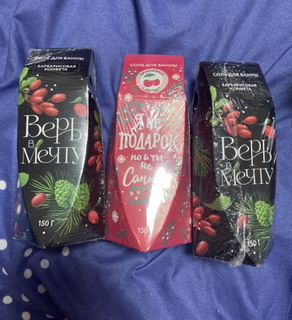 СОЛЬ ДЛЯ ВАННЫ
БАРБАРИСОВАЯ
КОНФЕТА
ВЕРЬ
В
МЕЧТУ
150 Г
СОЛЬ ДЛЯ ВАННЫ
Я НЕ
ПОДАРОК
НО И ТЫ
НЕ
САНТА
150
СОЛЬ ДЛЯ ВАННЫ
БАРБАРИСОВАЯ
КОНФЕТА
ВЕРЬ
В
МЕЧТУ
150 Г